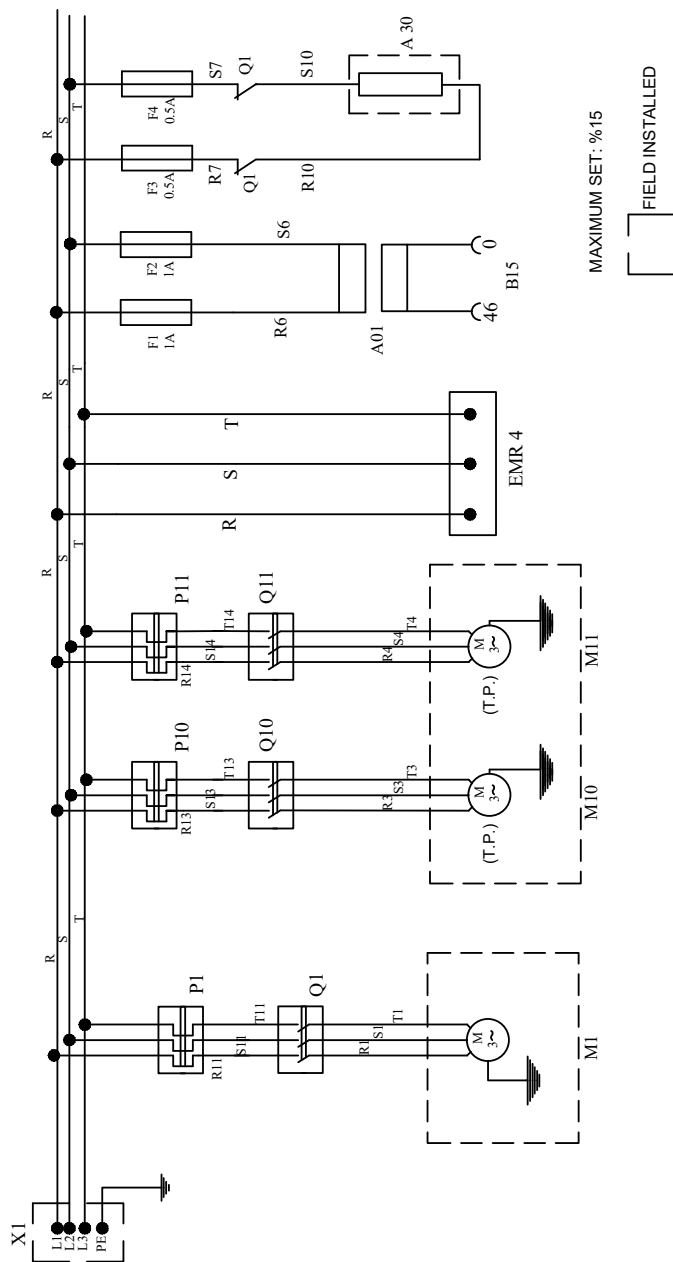 X1
L1
L2
L3
PE
R
S
T
P1
R11
S11
T11
Q1
R1
S1
T1
M
3~
M1
R
S
T
P10
R13
S13
T13
Q10
R3
S3
T3
M
3~
(T.P.)
M10
P11
R14
S14
T14
Q11
R4
S4
T4
M
3~
(T.P.)
M11
R
S
T
EMR 4
R
S
T
F1
1A
F2
1A
R6
S6
A01
46
0
B15
R
S
T
F3
0.5A
F4
0.5A
R7
S7
Q1
Q1
R10
S10
A 30
MAXIMUM SET: %15
FIELD INSTALLED
R
S
T